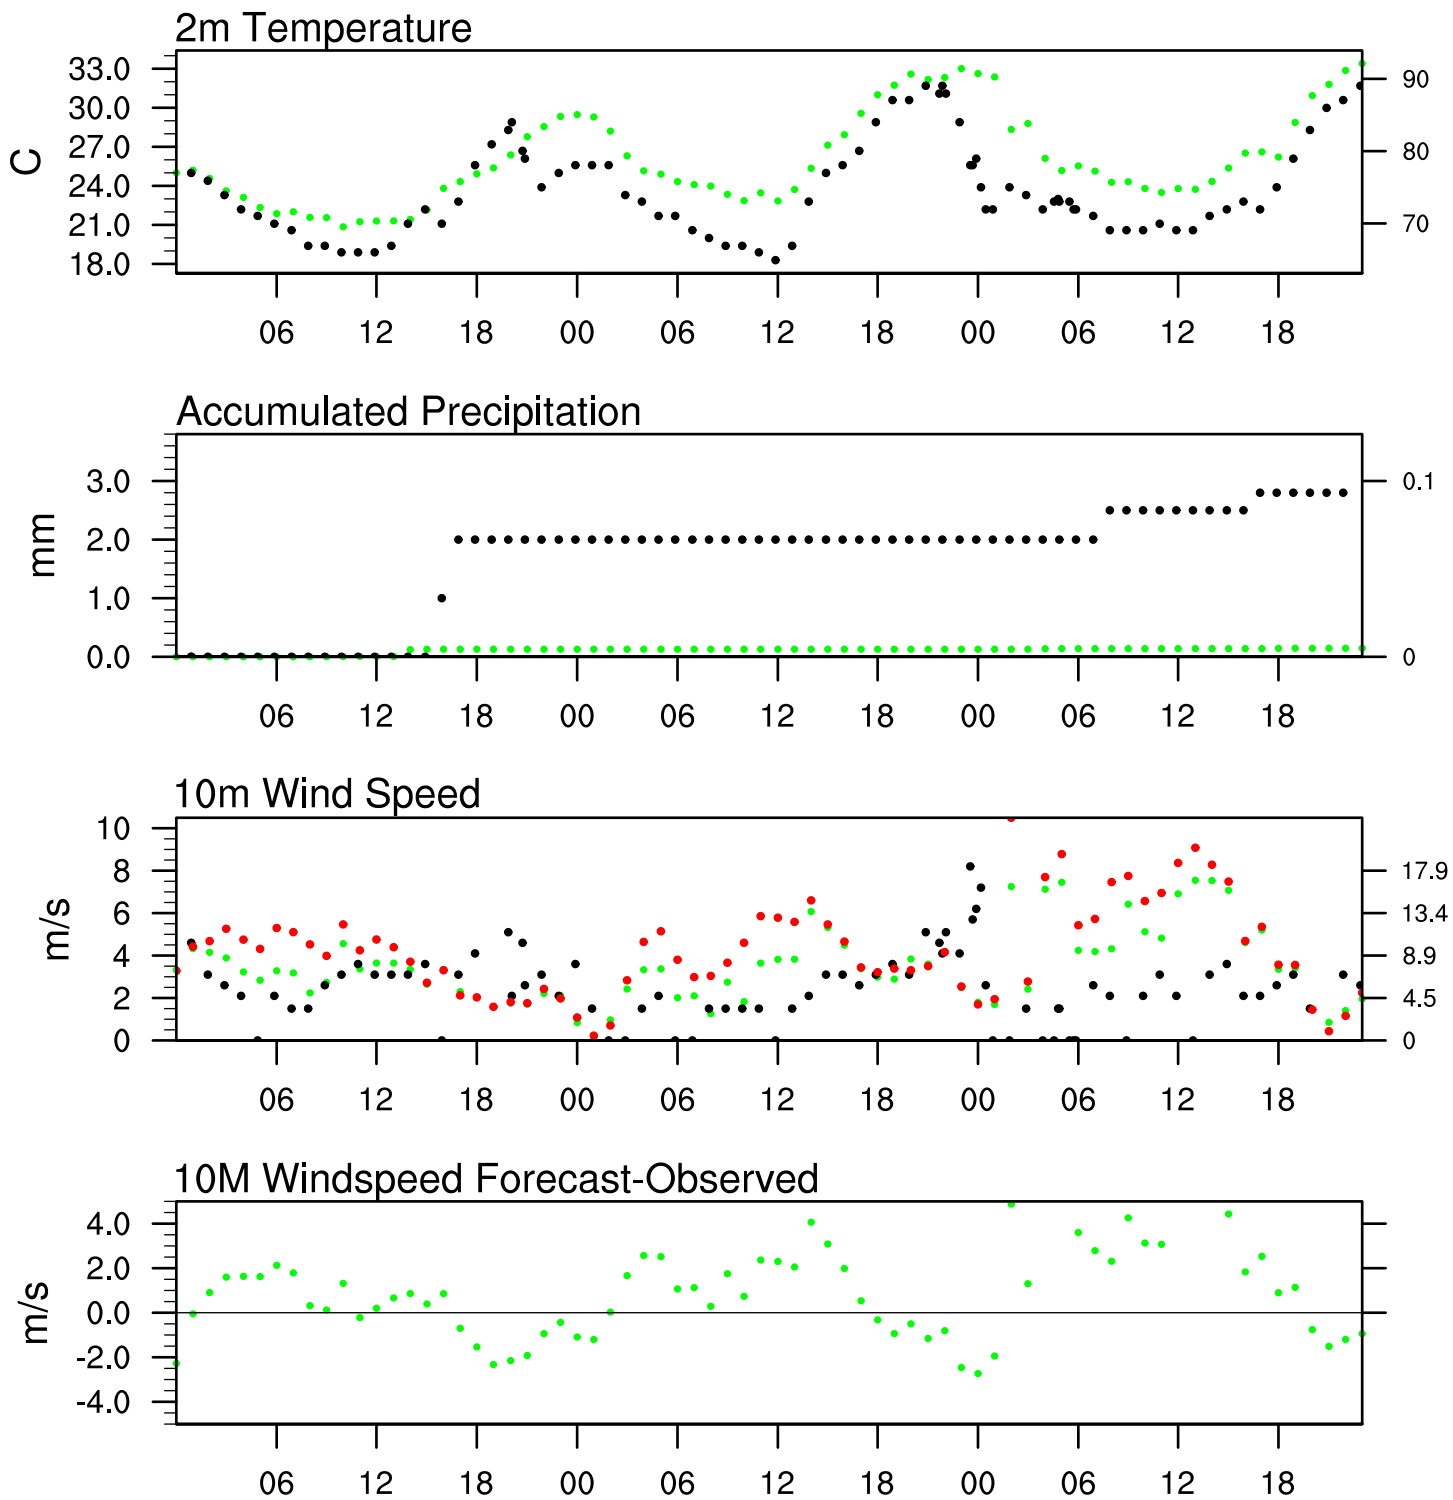 2m Temperature
33.0
30.0
27.0
24.0
21.0
18.0
C
90
80
70
06 12 18 00 06 12 18 00 06 12 18
Accumulated Precipitation
3.0
2.0
1.0
0.0
mm
0.1
0
06 12 18 00 06 12 18 00 06 12 18
10m Wind Speed
10
8
6
4
2
0
m/s
17.9
13.4
8.9
4.5
0
06 12 18 00 06 12 18 00 06 12 18
10M Windspeed Forecast-Observed
4.0
2.0
0.0
-2.0
-4.0
m/s
06 12 18 00 06 12 18 00 06 12 18